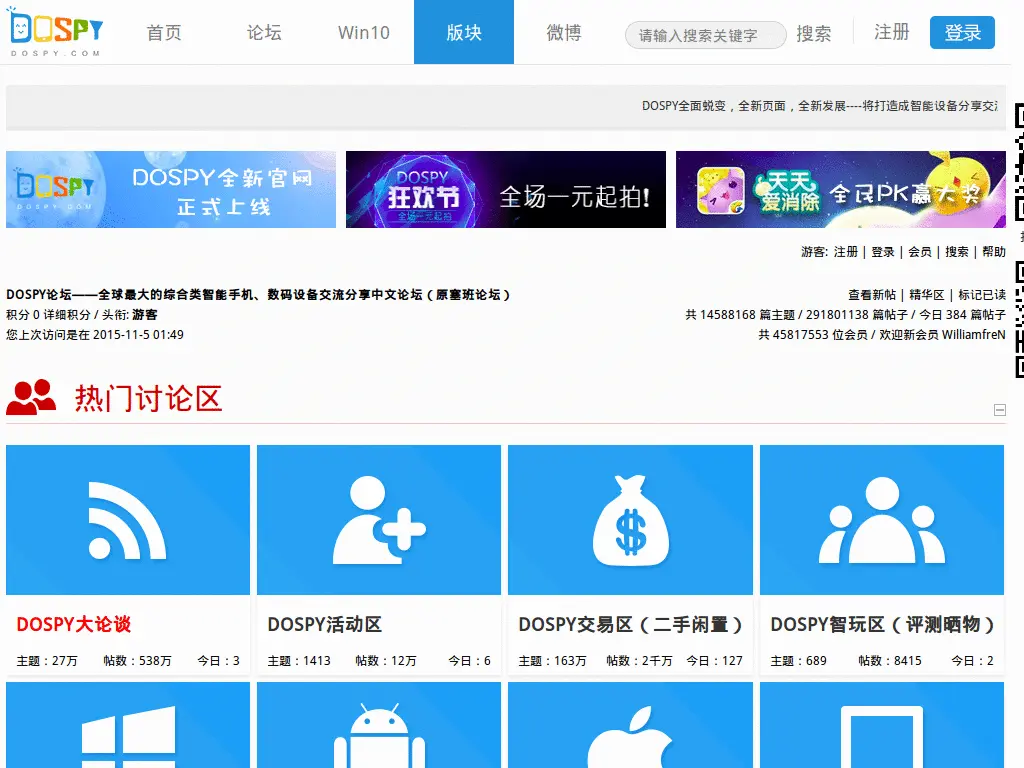 DOSPY
DOSPY.COM
首页
论坛
Win10
版块
微博
请输入搜索关键字
搜索
注册
登录
DOSPY全面蜕变，全新页面，全新发展----将打造成智能设备分享交
DOSPY
DOSPY.COM
DOSPY全新官网
正式上线
DOSPY
狂欢节
全场一元起拍
全场一元起拍!
天天
爱消除
全民PK赢大奖
游客: 注册 | 登录 | 会员 | 搜索 | 帮助
DOSPY论坛——全球最大的综合类智能手机、数码设备交流分享中文论坛（原塞班论坛）
查看新帖 | 精华区 | 标记已读
积分 0 详细积分 / 头衔: 游客
共 14588168 篇主题 / 291801138 篇帖子 / 今日 384 篇帖子
您上次访问是在 2015-11-5 01:49
共 45817553 位会员 / 欢迎新会员 WilliamfreN
热门讨论区
DOSPY大论谈
主题：27万 帖数：538万 今日：3
DOSPY活动区
主题：1413 帖数：12万 今日：6
DOSPY交易区（二手闲置）
主题：163万 帖数：2千万 今日：127
DOSPY智玩区（评测晒物）
主题：689 帖数：8415 今日：2